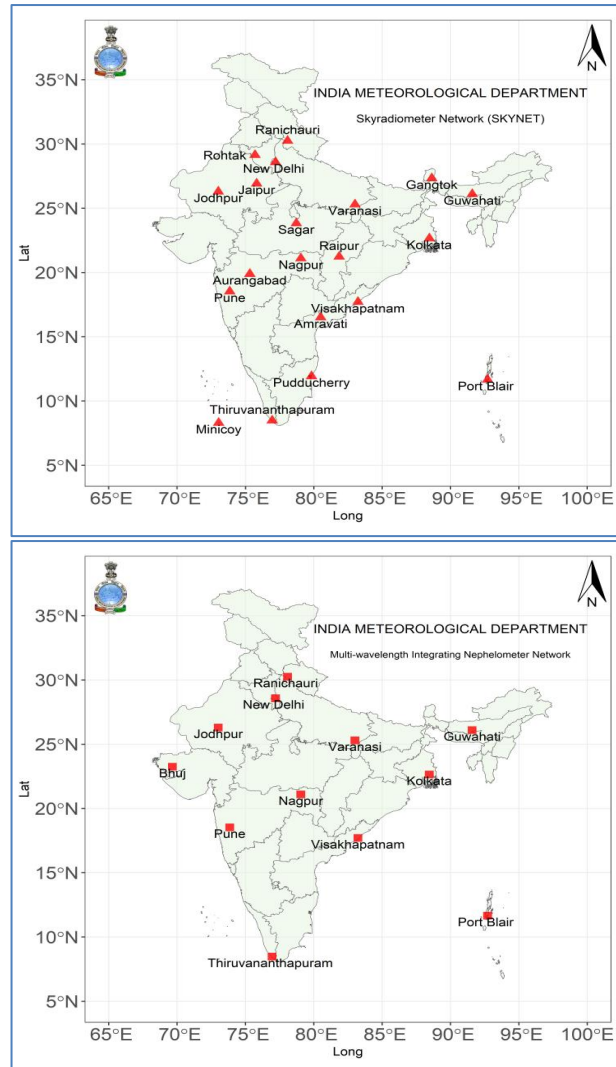 35°N
INDIA METEOROLOGICAL DEPARTMENT
Skyradiometer Network (SKYNET)
Ranichauri
30°N
Rohtak
New Delhi
Gangtok
Jaipur
Jodhpur
Guwahati
25°N
Varanasi
Sagar
Raipur
Kolkata
Nagpur
20°N
Aurangabad
Pune
Visakhapatnam
Amravati
15°N
Pudducherry
Port Blair
10°N
Thiruvananthapuram
Minicoy
5°N
Lat
N
65°E 70°E 75°E 80°E 85°E 90°E 95°E 100°E
Long
35°N
INDIA METEOROLOGICAL DEPARTMENT
Multi-wavelength Integrating Nephelometer Network
Ranichauri
30°N
New Delhi
Jodhpur
Guwahati
25°N
Varanasi
Bhuj
Kolkata
Nagpur
20°N
Pune
Visakhapatnam
15°N
Port Blair
10°N
Thiruvananthapuram
5°N
Lat
N
65°E 70°E 75°E 80°E 85°E 90°E 95°E 100°E
Long